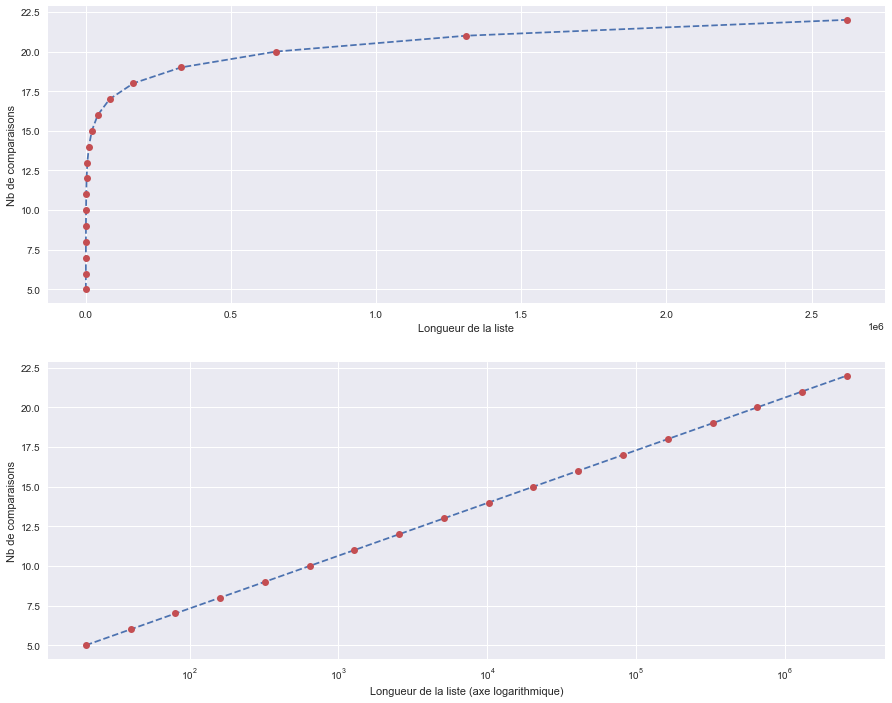 22.5
20.0
17.5
15.0
12.5
10.0
7.5
5.0
Nb de comparaisons
0.0 0.5 1.0 1.5 2.0 2.5
1e6
Longueur de la liste
22.5
20.0
17.5
15.0
12.5
10.0
7.5
5.0
Nb de comparaisons
10² 10³ 10⁴ 10⁵ 10⁶
Longueur de la liste (axe logarithmique)